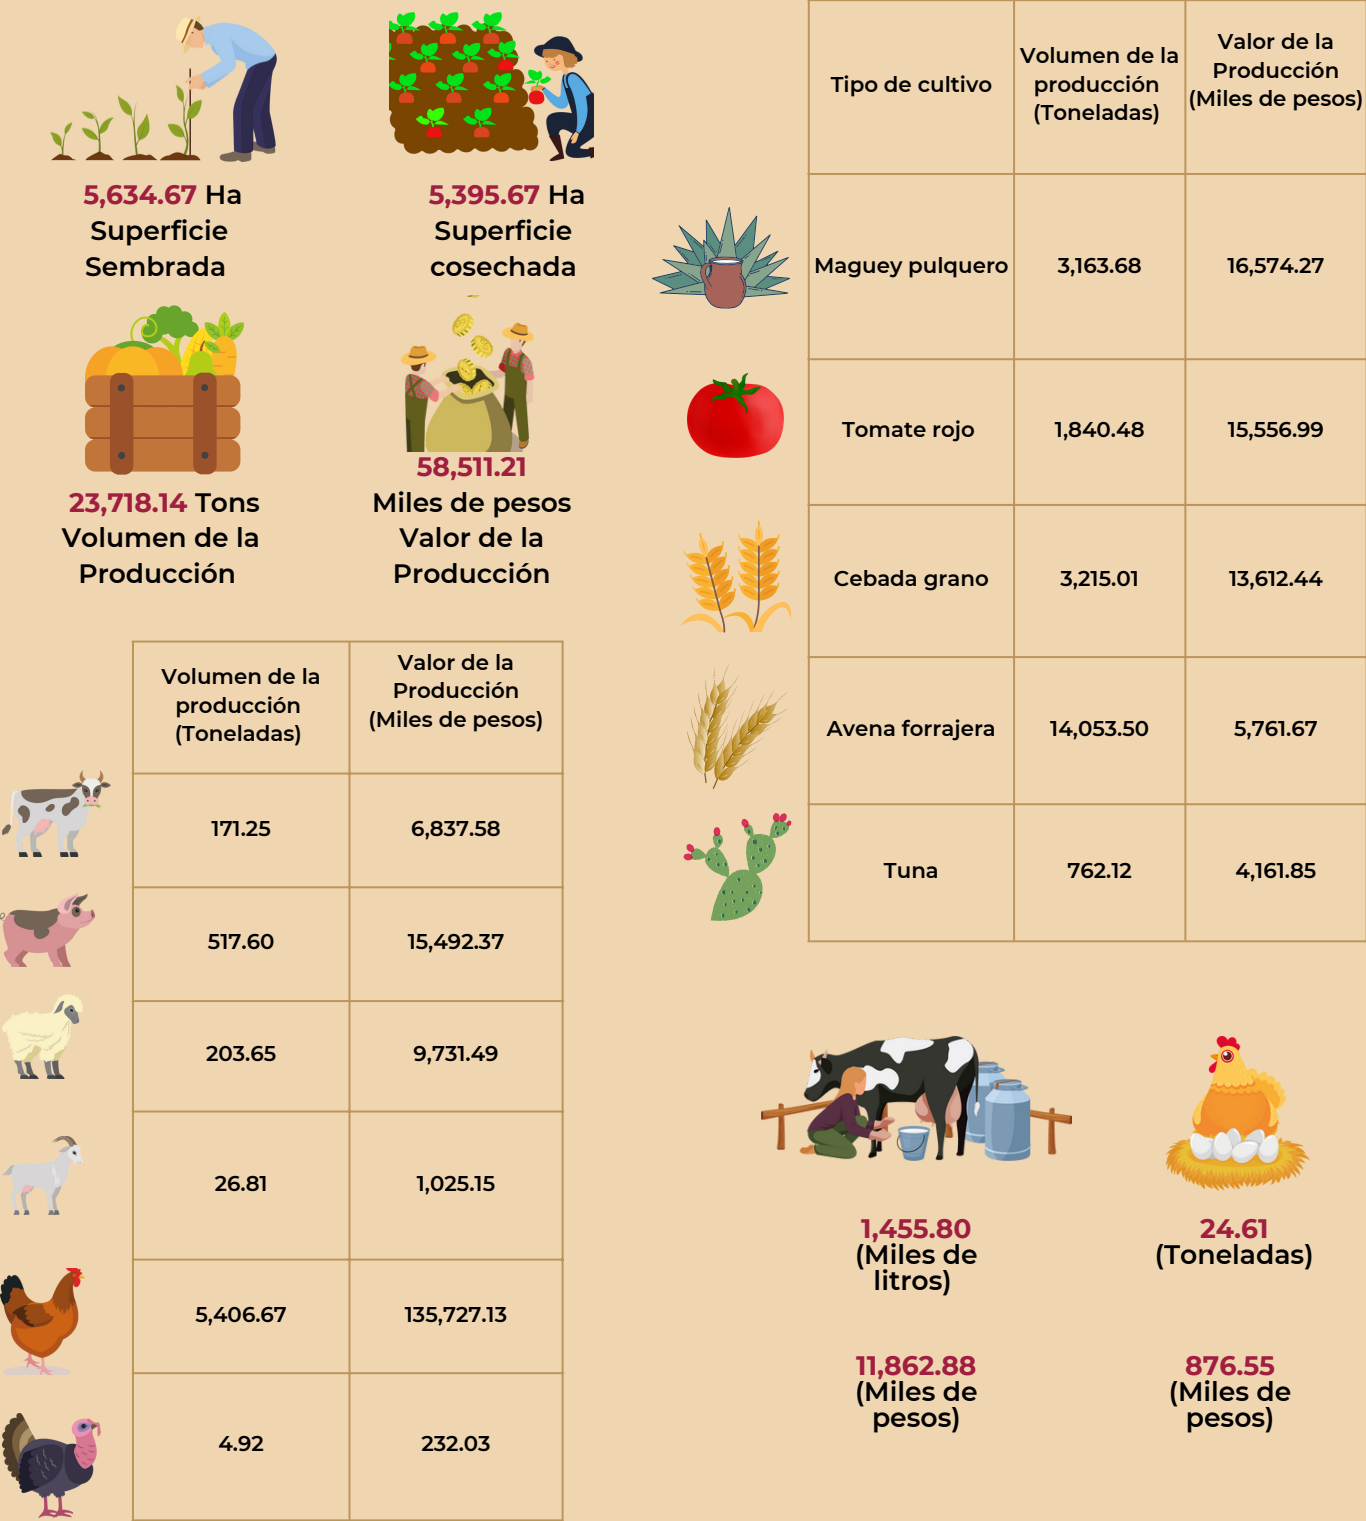 5,634.67 Ha
Superficie
Sembrada
5,395.67 Ha
Superficie
cosechada
23,718.14 Tons
Volumen de la
Producción
58,511.21
Miles de pesos
Valor de la
Producción
Tipo de cultivo
Volumen de la
producción
(Toneladas)
Valor de la
Producción
(Miles de pesos)
Maguey pulquero 3,163.68 16,574.27
Tomate rojo 1,840.48 15,556.99
Cebada grano 3,215.01 13,612.44
Avena forrajera 14,053.50 5,761.67
Tuna 762.12 4,161.85
Volumen de la
producción
(Toneladas)
Valor de la
Producción
(Miles de pesos)
171.25 6,837.58
517.60 15,492.37
203.65 9,731.49
26.81 1,025.15
5,406.67 135,727.13
4.92 232.03
1,455.80
(Miles de
litros)
11,862.88
(Miles de
pesos)
24.61
(Toneladas)
876.55
(Miles de
pesos)